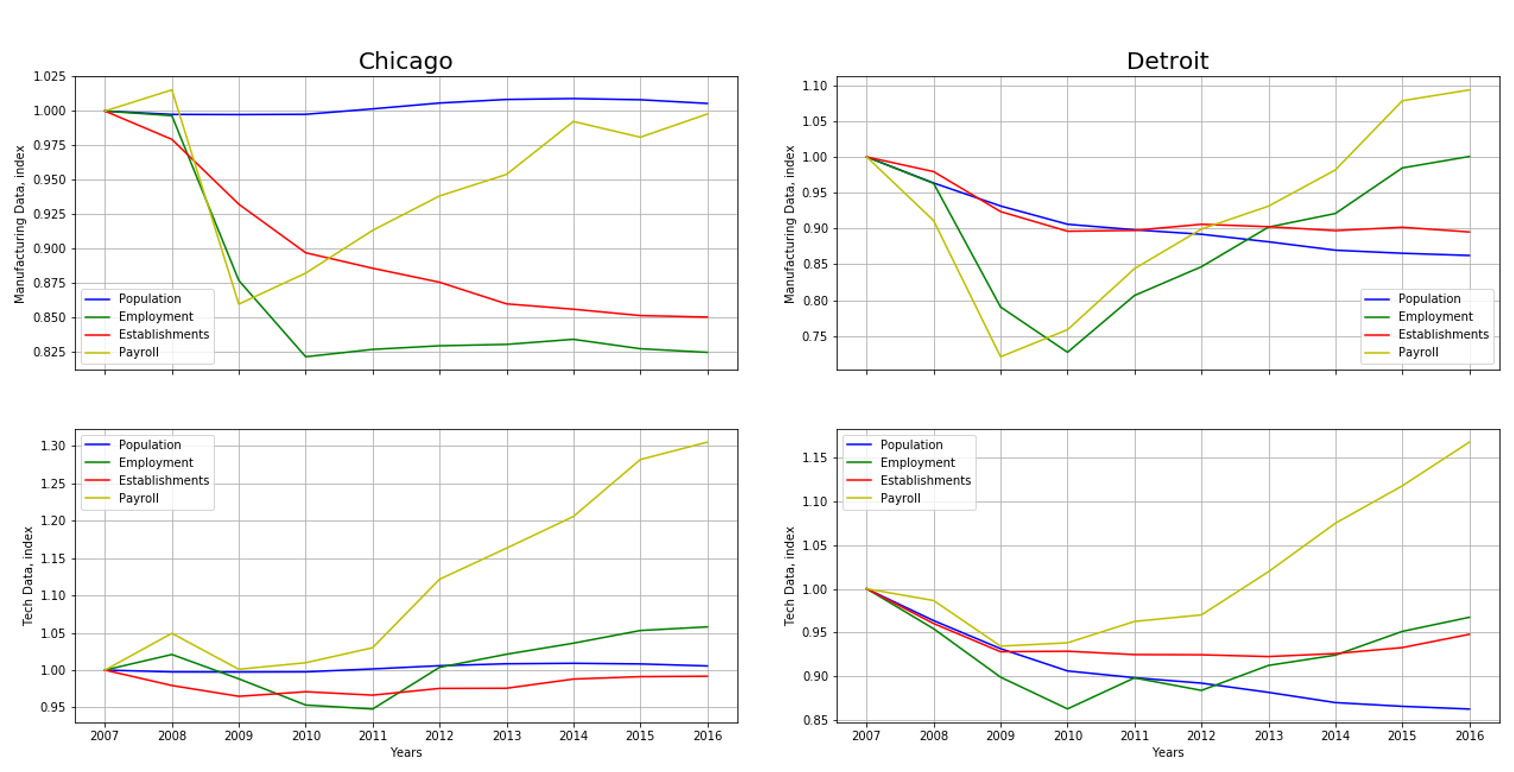 Chicago
Manufacturing Data, index
1.025
1.000
0.975
0.950
0.925
0.900
0.875
0.850
0.825
Population
Employment
Establishments
Payroll
Detroit
Manufacturing Data, index
1.10
1.05
1.00
0.95
0.90
0.85
0.80
0.75
Population
Employment
Establishments
Payroll
Tech Data, index
1.30
1.25
1.20
1.15
1.10
1.05
1.00
0.95
Population
Employment
Establishments
Payroll
2007 2008 2009 2010 2011 2012 2013 2014 2015 2016
Years
Tech Data, index
1.15
1.10
1.05
1.00
0.95
0.90
0.85
Population
Employment
Establishments
Payroll
2007 2008 2009 2010 2011 2012 2013 2014 2015 2016
Years